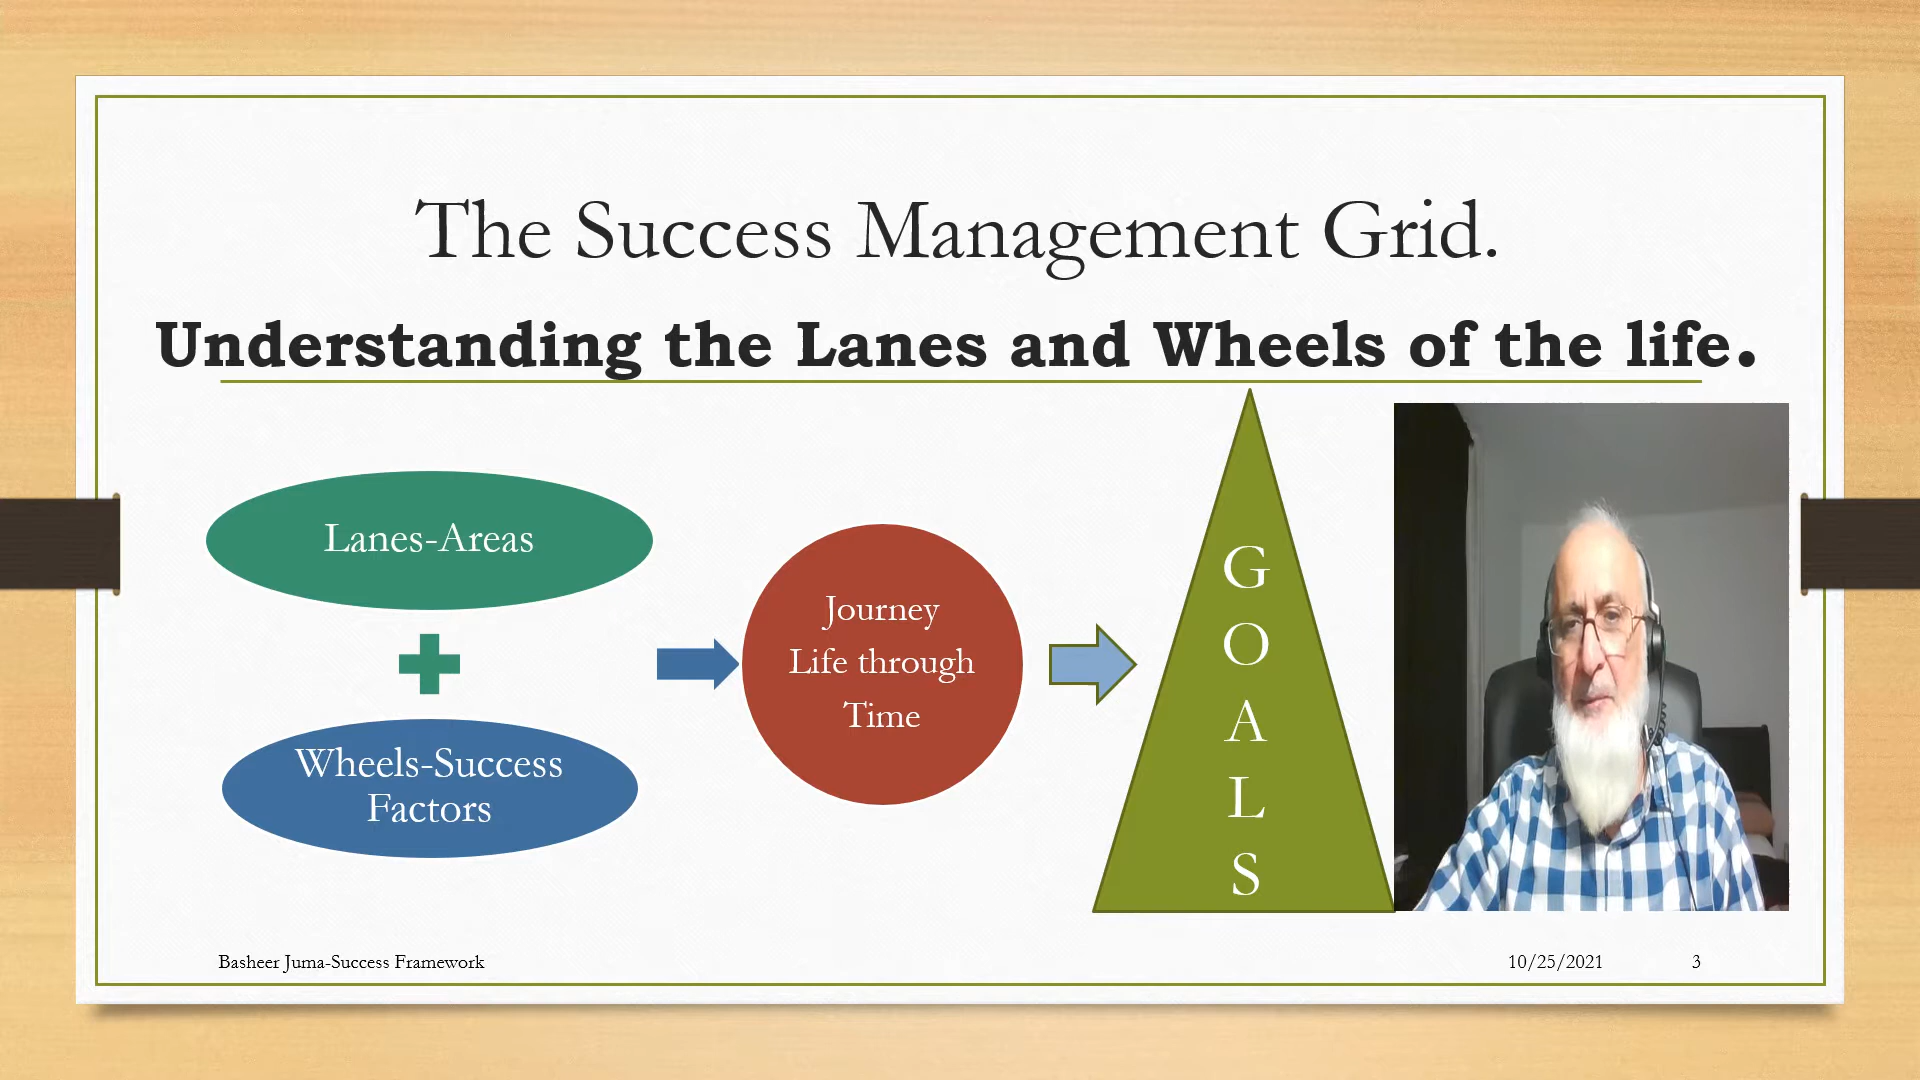 The Success Management Grid.
Understanding the Lanes and Wheels of the life.
Lanes-Areas
Wheels-Success
Factors
Journey
Life through
Time
G
O
A
L
S
Basheer Juma-Success Framework
10/25/2021
3